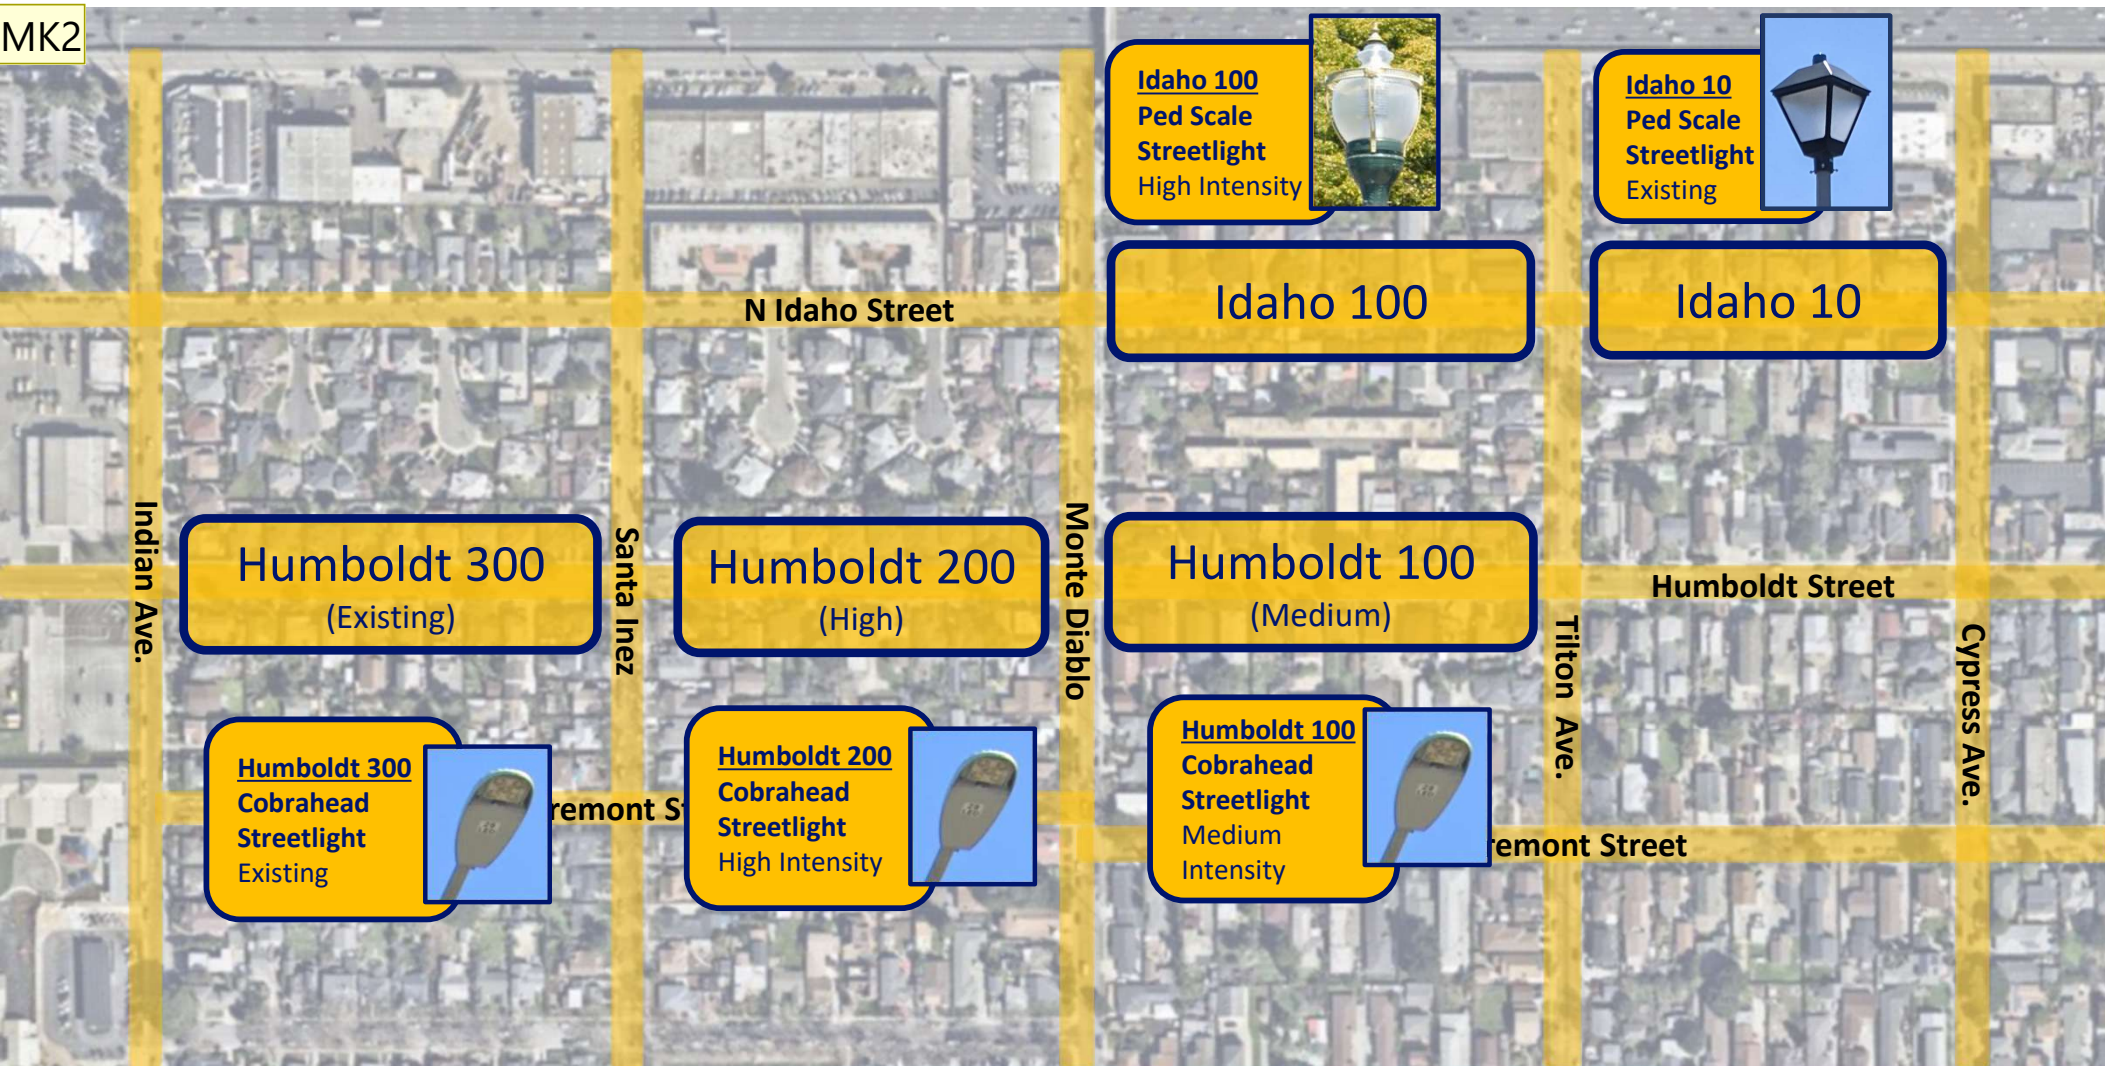 MK2
Idaho 100
Ped Scale
Streetlight
High Intensity
Idaho 10
Ped Scale
Streetlight
Existing
Idaho 100
Idaho 10
N Idaho Street
Indian Ave.
Santa Inez
Monte Diablo
Tilton Ave.
Cypress Ave.
Humboldt 300
(Existing)
Humboldt 200
(High)
Humboldt 100
(Medium)
Humboldt Street
Humboldt 300
Cobrahead
Streetlight
Existing
remont St
Humboldt 200
Cobrahead
Streetlight
High Intensity
Humboldt 100
Cobrahead
Streetlight
Medium
Intensity
remont Street